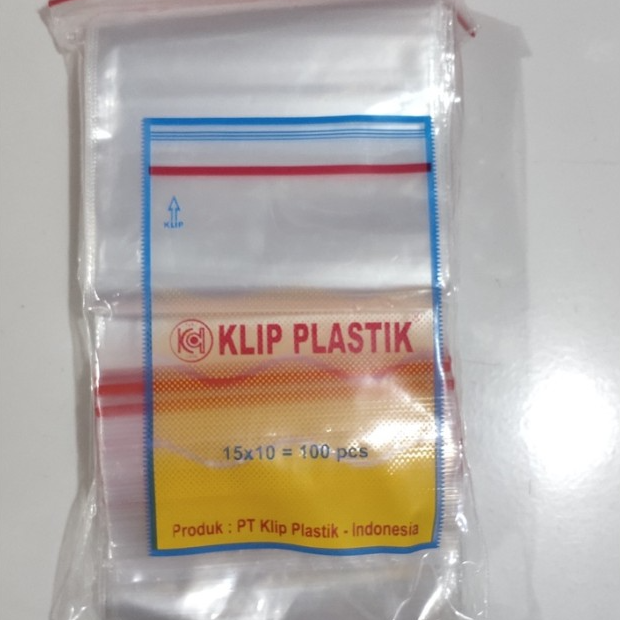 KLIP
KLIP PLASTIK
15x10 = 100 pcs
Produk : PT Klip Plastik - Indonesia